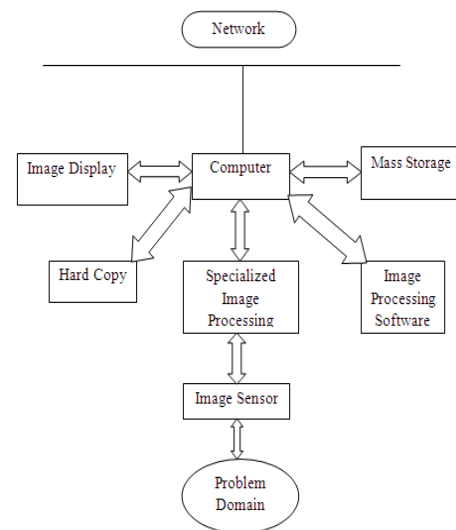 Network
Image Display
Computer
Mass Storage
Hard Copy
Specialized
Image
Processing
Image
Processing
Software
Image Sensor
Problem
Domain